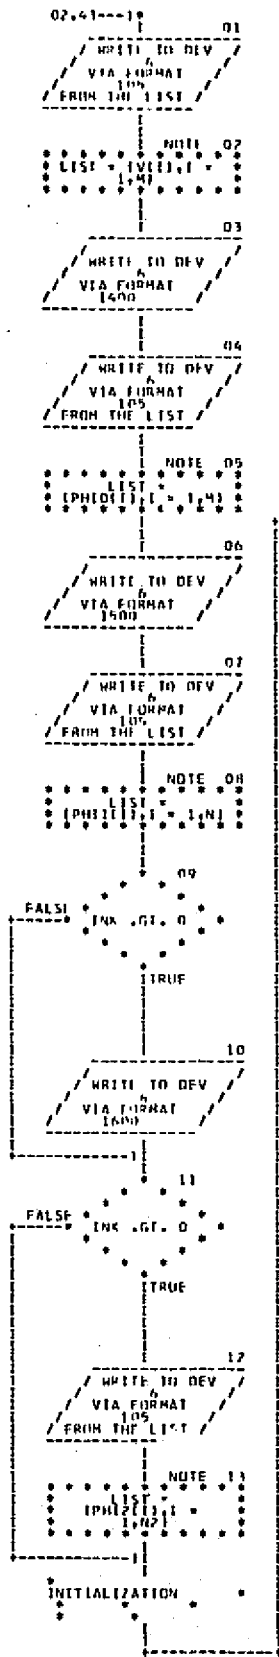 02.41---1*
01
WRITE TO DEV
6
VIA FORMAT
105
FROM THE LIST
NOTE 02
LIST = (V(I),I =
1,M)
03
WRITE TO DEV
6
VIA FORMAT
1400
04
WRITE TO DEV
6
VIA FORMAT
105
FROM THE LIST
NOTE 05
LIST =
(PHI0(I),I = 1,M)
06
WRITE TO DEV
6
VIA FORMAT
1500
07
WRITE TO DEV
6
VIA FORMAT
105
FROM THE LIST
NOTE 08
LIST =
(PHI1(I),I = 1,N)
09
FALSE
INK .GT. 0
TRUE
10
WRITE TO DEV
6
VIA FORMAT
1600
11
FALSE
INK .GT. 0
TRUE
12
WRITE TO DEV
6
VIA FORMAT
105
FROM THE LIST
NOTE 13
LIST =
(PHI2(I),I =
1,N2)
INITIALIZATION